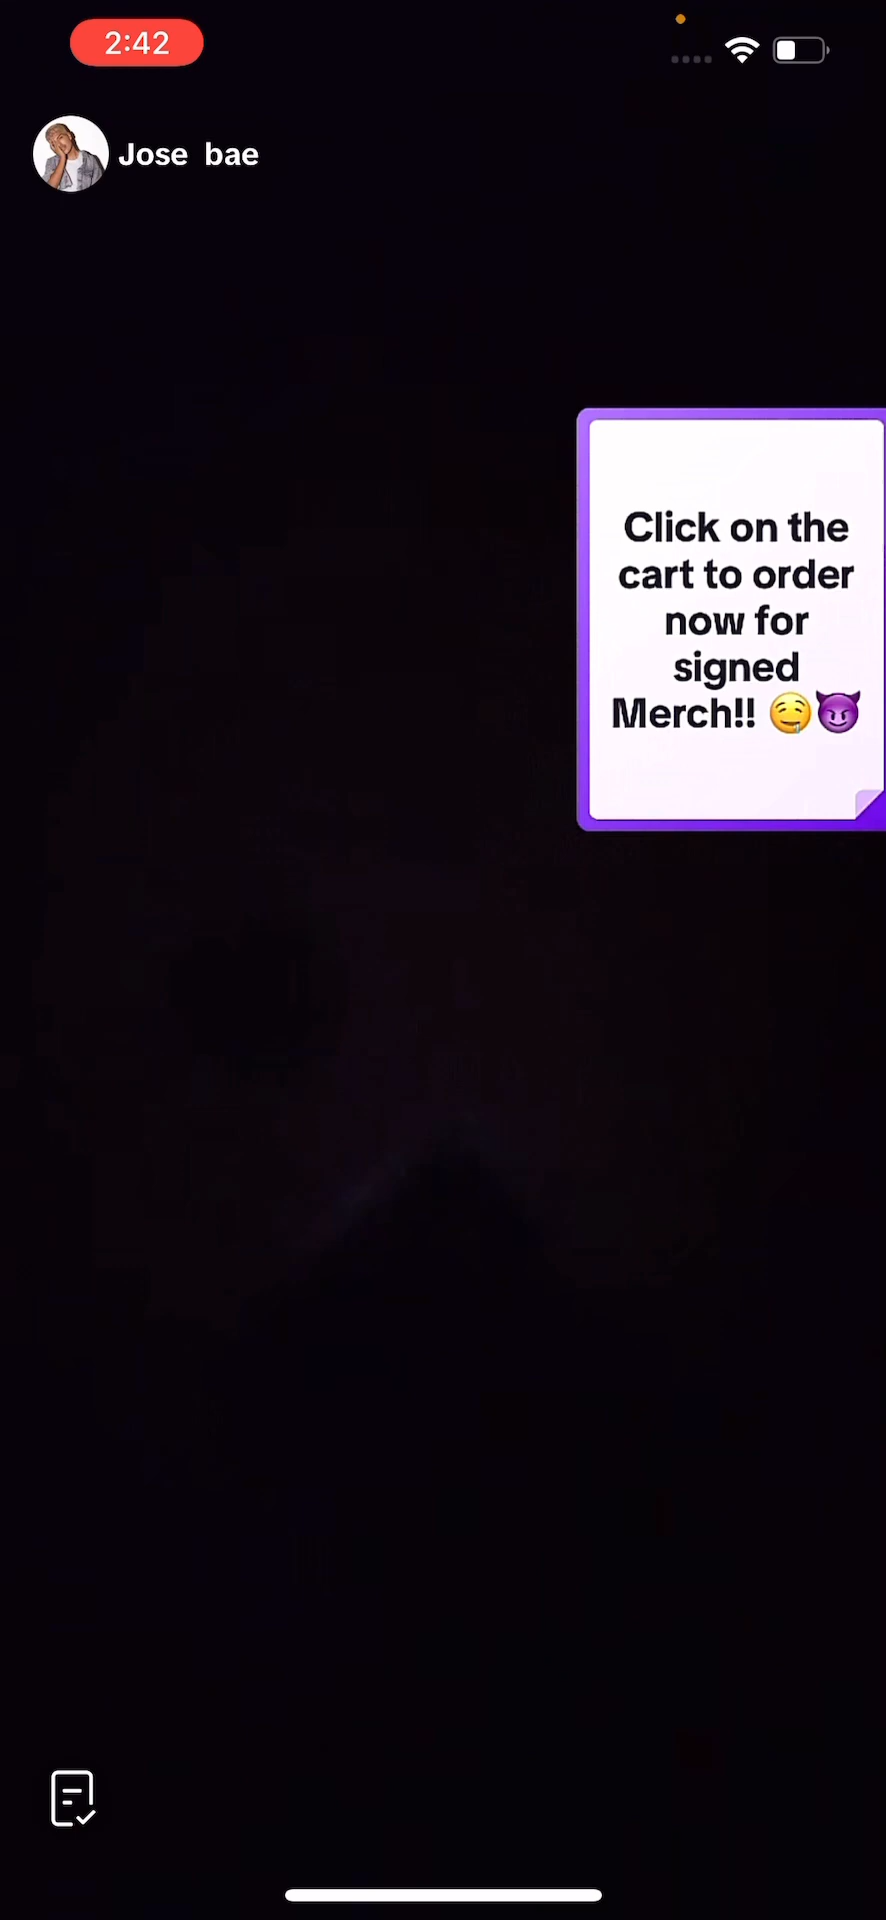 2:42
Jose bae
Click on the
cart to order
now for
signed
Merch!! 🤤😈